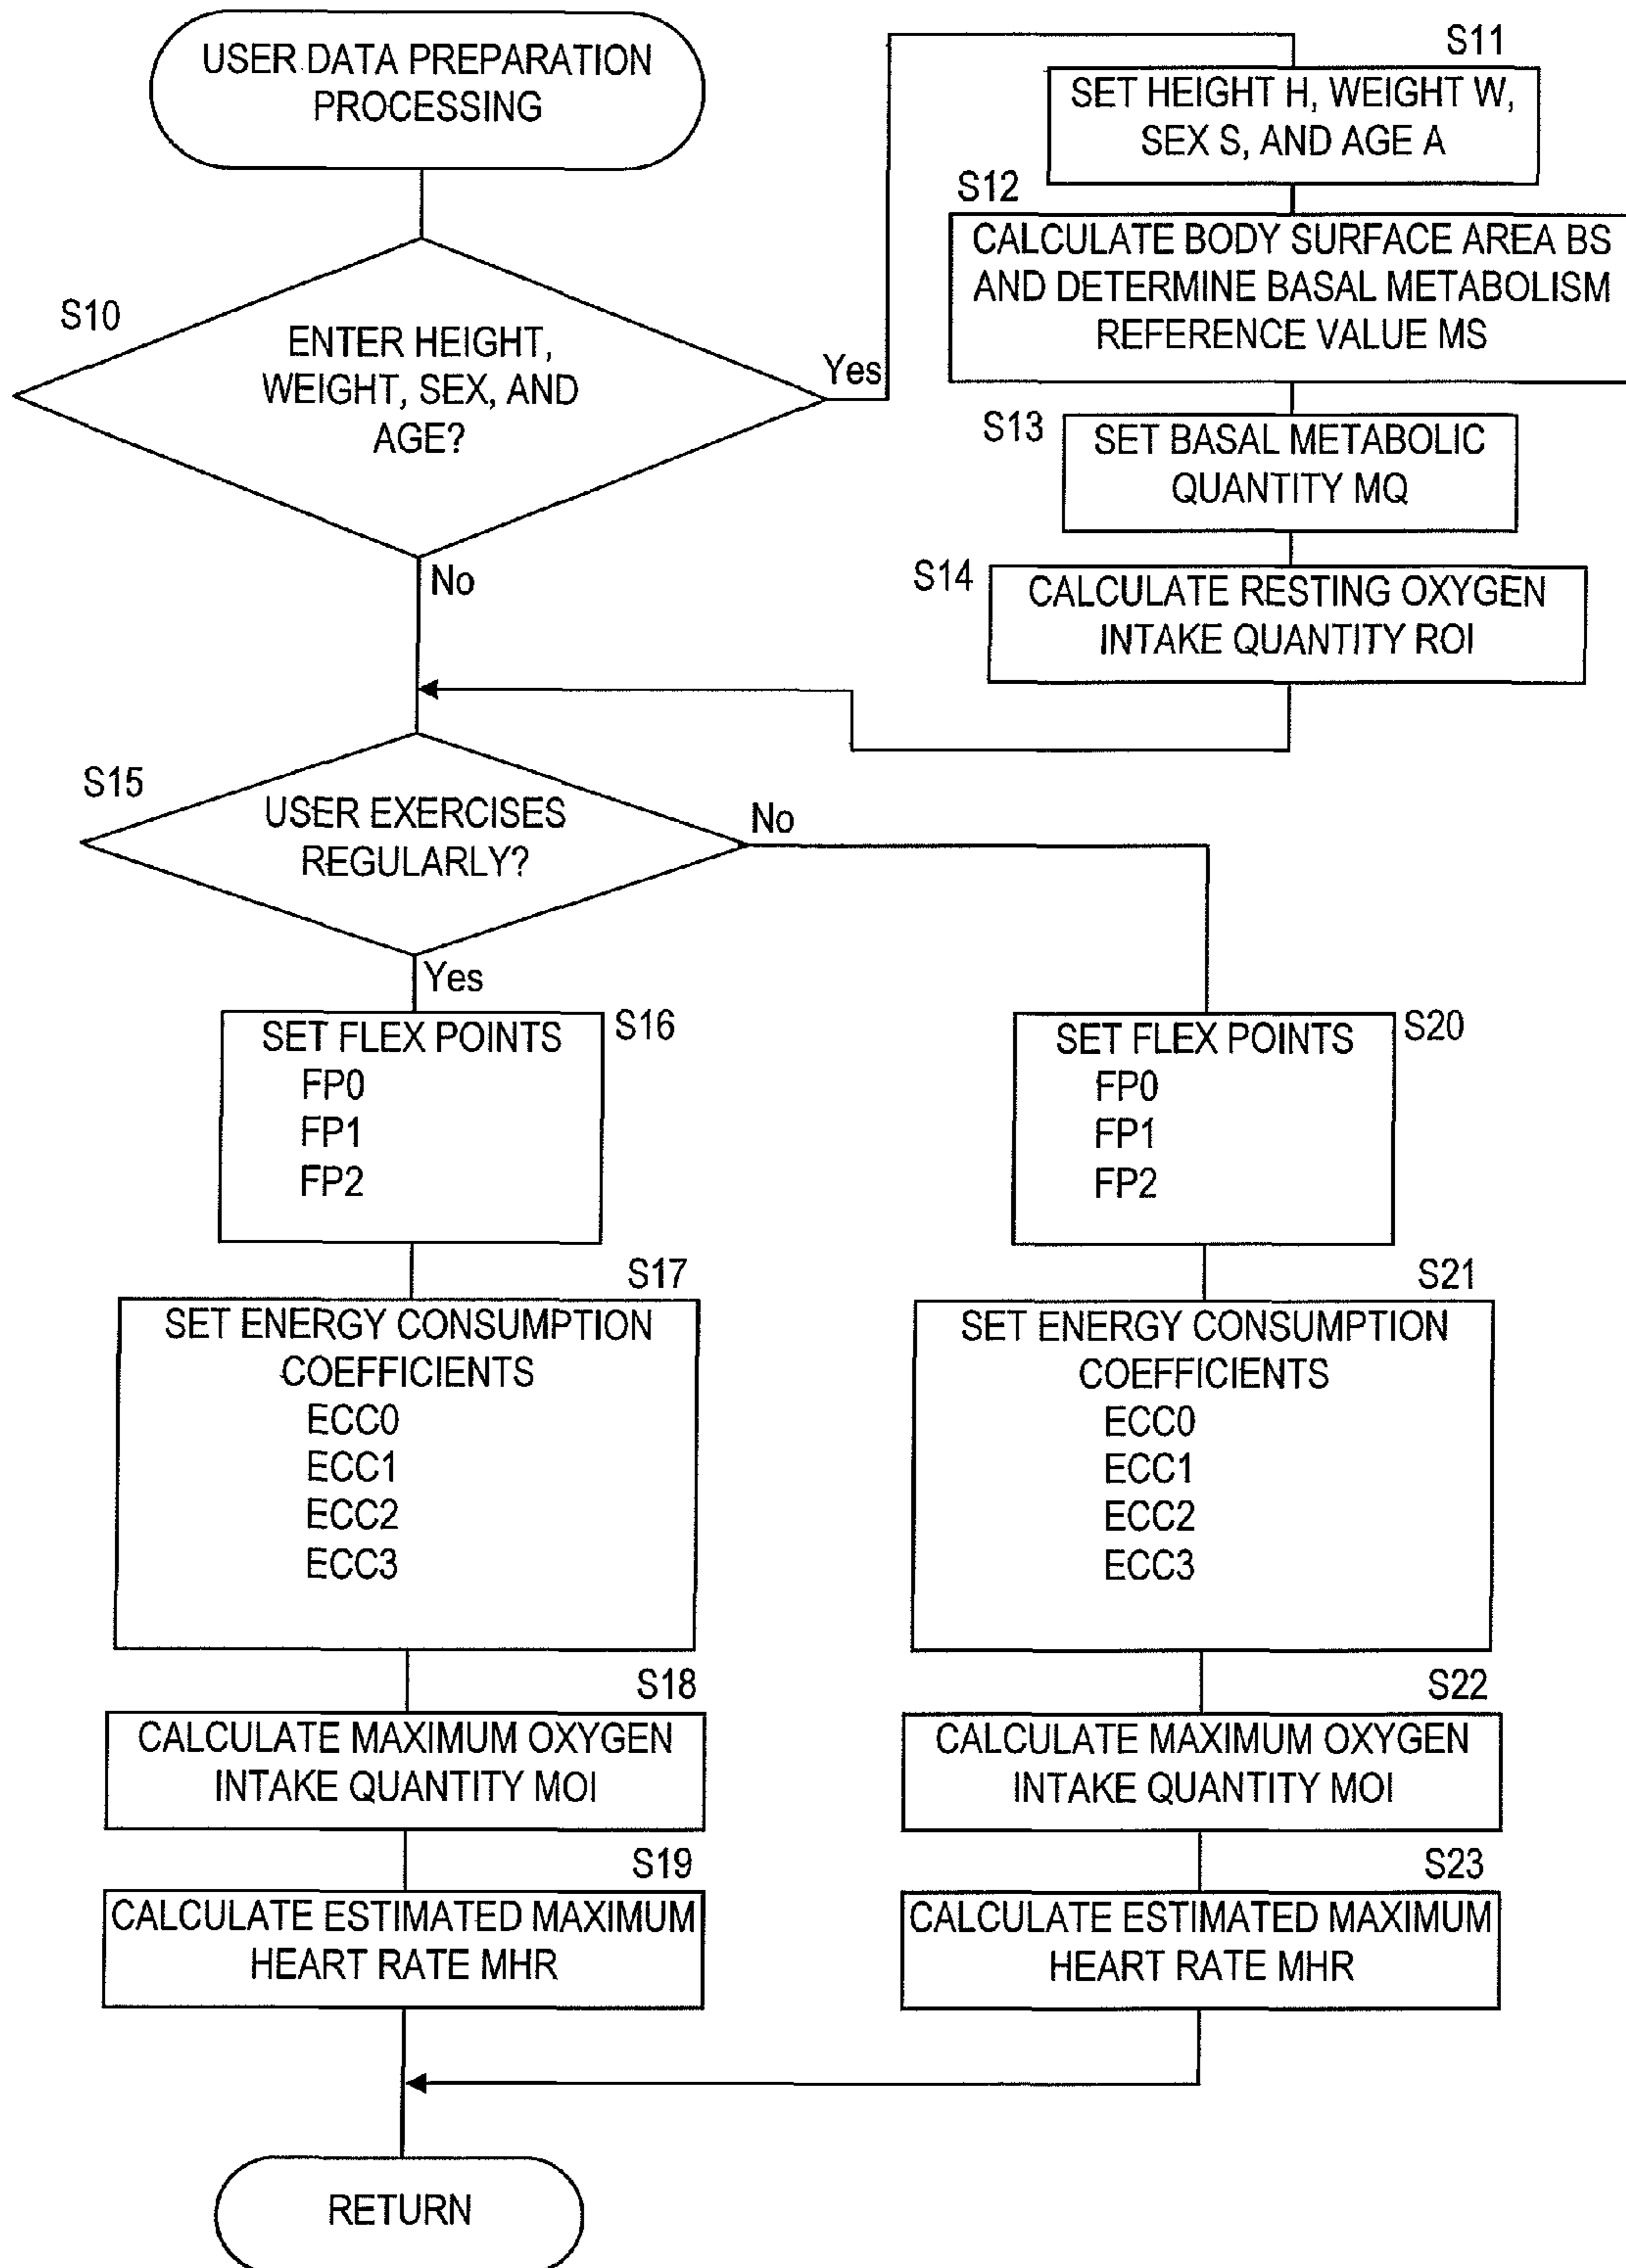 USER DATA PREPARATION
PROCESSING
S10
ENTER HEIGHT,
WEIGHT, SEX, AND
AGE?
Yes
No
S11
SET HEIGHT H, WEIGHT W,
SEX S, AND AGE A
S12
CALCULATE BODY SURFACE AREA BS
AND DETERMINE BASAL METABOLISM
REFERENCE VALUE MS
S13
SET BASAL METABOLIC
QUANTITY MQ
S14
CALCULATE RESTING OXYGEN
INTAKE QUANTITY ROI
S15
USER EXERCISES
REGULARLY?
No
Yes
S16
SET FLEX POINTS
FP0
FP1
FP2
S17
SET ENERGY CONSUMPTION
COEFFICIENTS
ECC0
ECC1
ECC2
ECC3
S18
CALCULATE MAXIMUM OXYGEN
INTAKE QUANTITY MOI
S19
CALCULATE ESTIMATED MAXIMUM
HEART RATE MHR
S20
SET FLEX POINTS
FP0
FP1
FP2
S21
SET ENERGY CONSUMPTION
COEFFICIENTS
ECC0
ECC1
ECC2
ECC3
S22
CALCULATE MAXIMUM OXYGEN
INTAKE QUANTITY MOI
S23
CALCULATE ESTIMATED MAXIMUM
HEART RATE MHR
RETURN